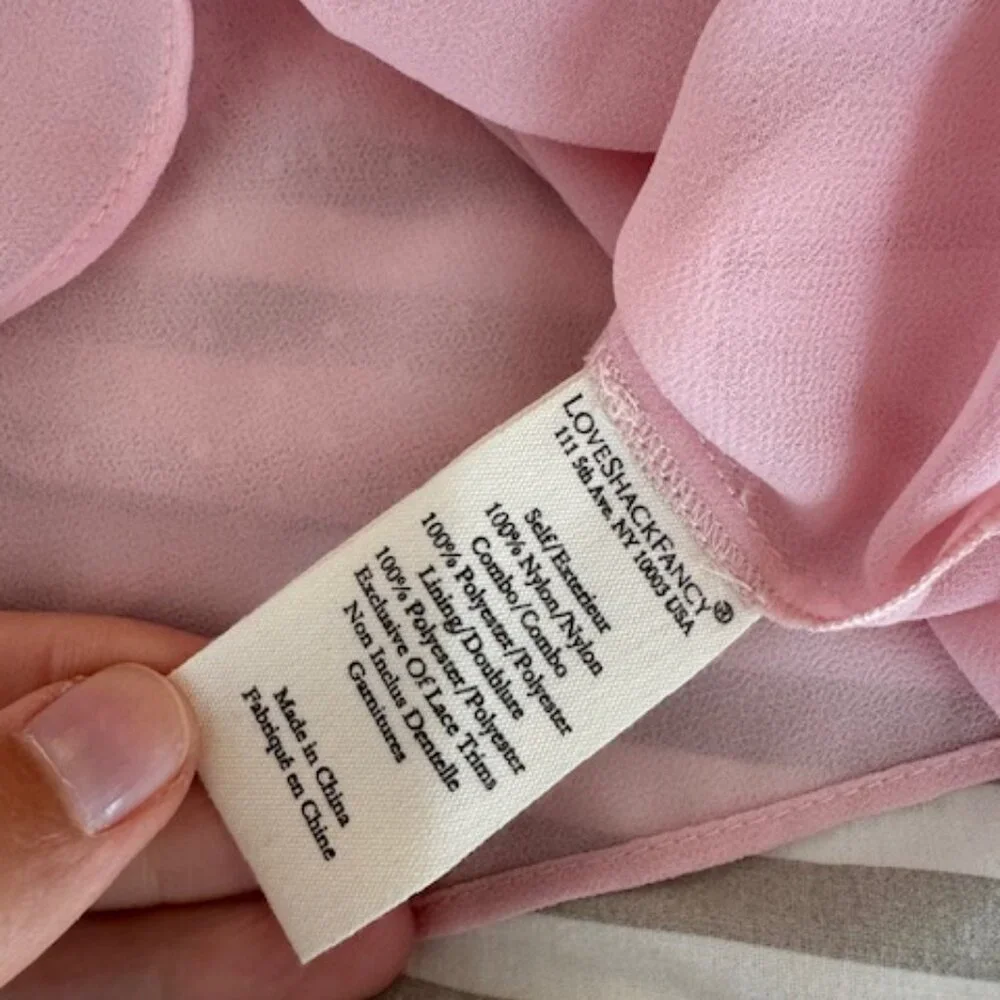 LOVESHACKFANCY®
111 5th Ave. NY 10003 USA
Self/Exterieur
100% Nylon/Nylon
Combo/Combo
100% Polyester/Polyester
Lining/Doublure
100% Polyester/Polyester
Exclusive Of Lace Trims
Non Inclus Dentelle
Garnitures
Made in China
Fabriqué en Chine